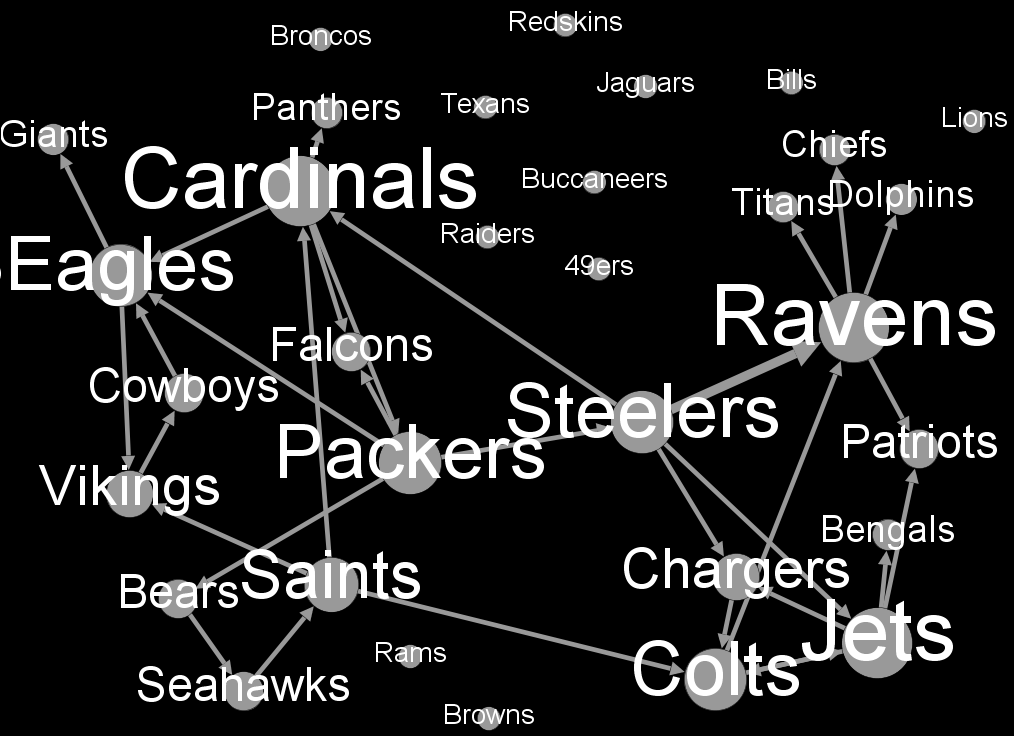 Redskins
Broncos
Jaguars
Bills
Panthers
Texans
Lions
Giants
Chiefs
Cardinals
Buccaneers
Titans
Dolphins
Raiders
Eagles
49ers
Ravens
Falcons
Cowboys
Steelers
Packers
Patriots
Vikings
Bengals
Chargers
Saints
Bears
Jets
Rams
Colts
Seahawks
Browns